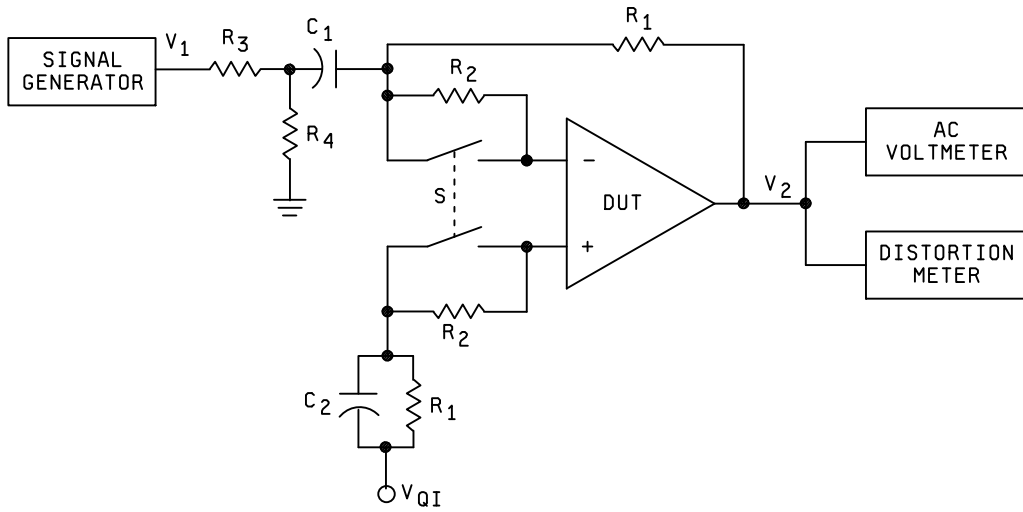 R1
C1
V1
R3
SIGNAL
GENERATOR
R2
R4
AC
VOLTMETER
−
S
DUT
V2
+
DISTORTION
METER
R2
C2
R1
VQI